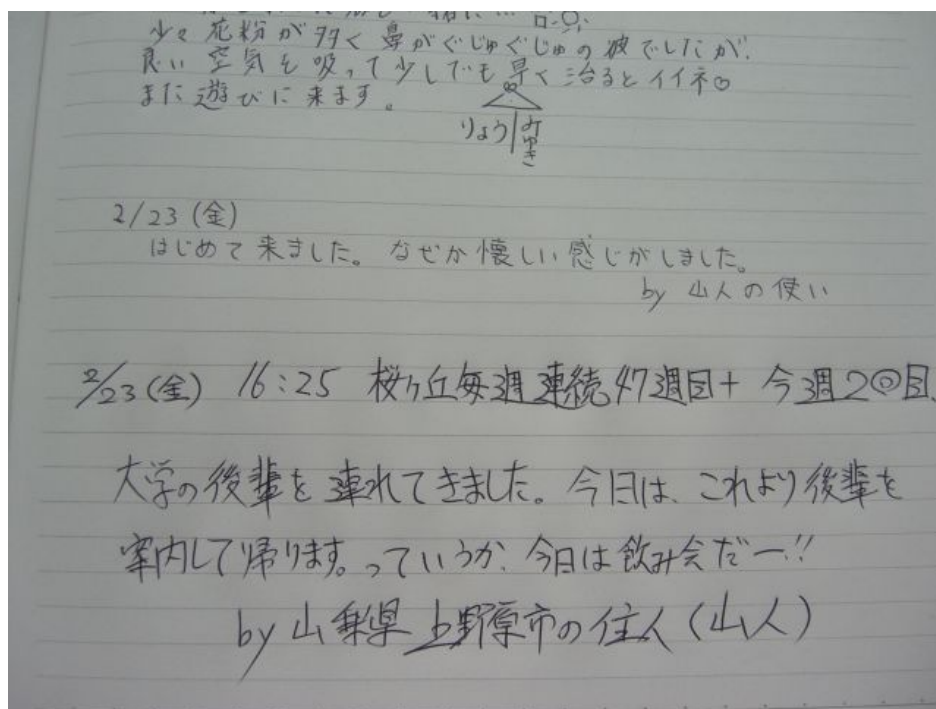 少々花粉が多く鼻がぐじゅぐじゅの彼でしたが、
良い空気を吸って少しでも早く治るとイイネ♡
また遊びに来ます。
りょう みゆき
2/23(金)
はじめて来ました。なぜか懐しい感じがしました。
by 山人の使い
2/23(金) 16:25 桜ヶ丘毎週連続47週目+今週2◎目、
大学の後輩を連れてきました。今日は、これより後輩を
案内して帰ります。っていうか、今日は飲み会だー!!
by 山梨県上野原市の住人(山人)